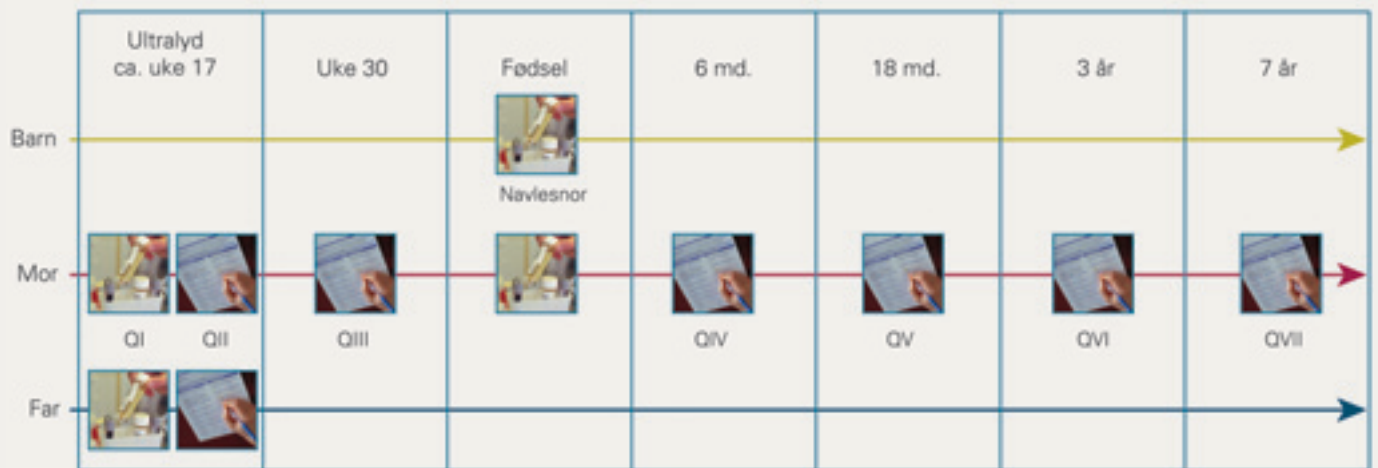 Ultralyd
ca. uke 17
Uke 30
Fødsel
6 md.
18 md.
3 år
7 år
Barn
Navlesnor
Mor
QI
QII
QIII
QIV
QV
QVI
QVII
Far